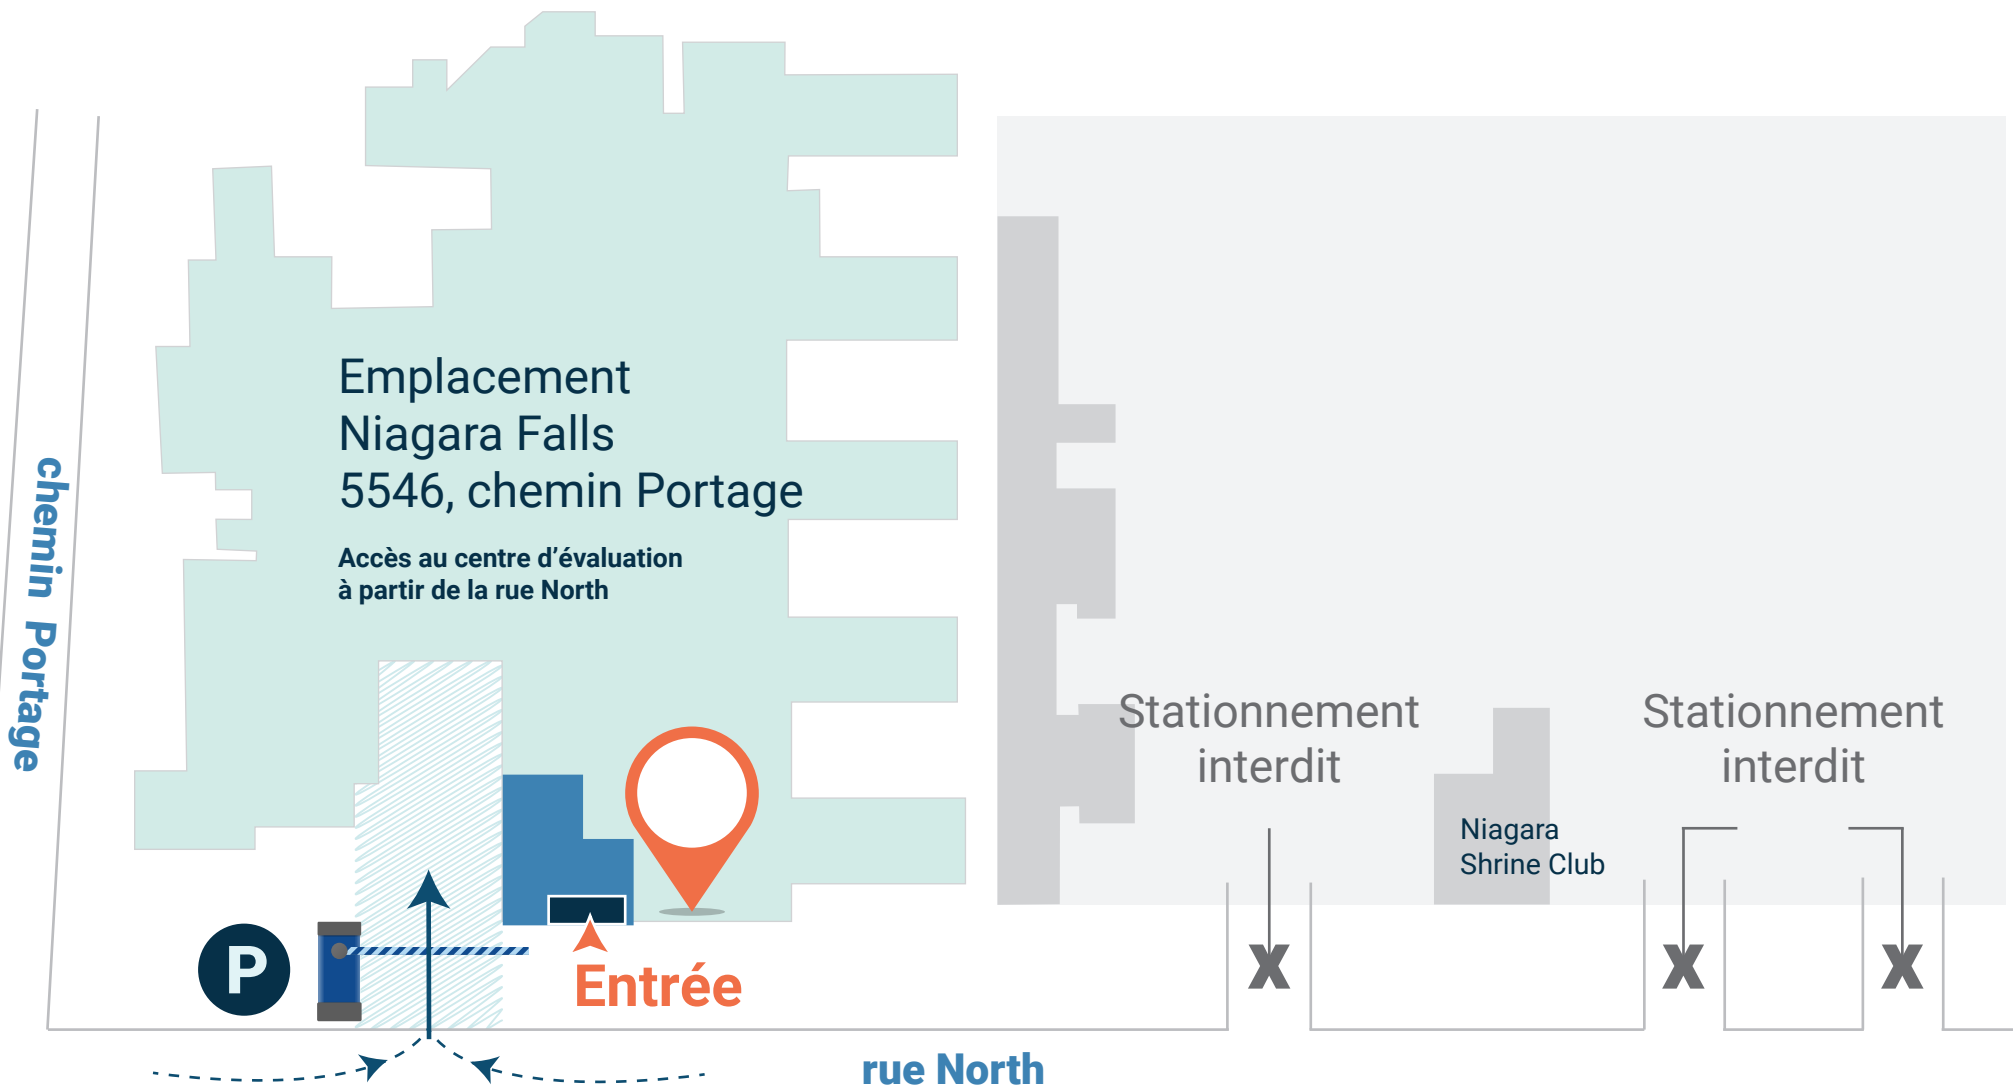 Emplacement
Niagara Falls
5546, chemin Portage
Accès au centre d'évaluation
à partir de la rue North
chemin Portage
Stationnement
interdit
Stationnement
interdit
Niagara
Shrine Club
P
Entrée
X
X
X
rue North